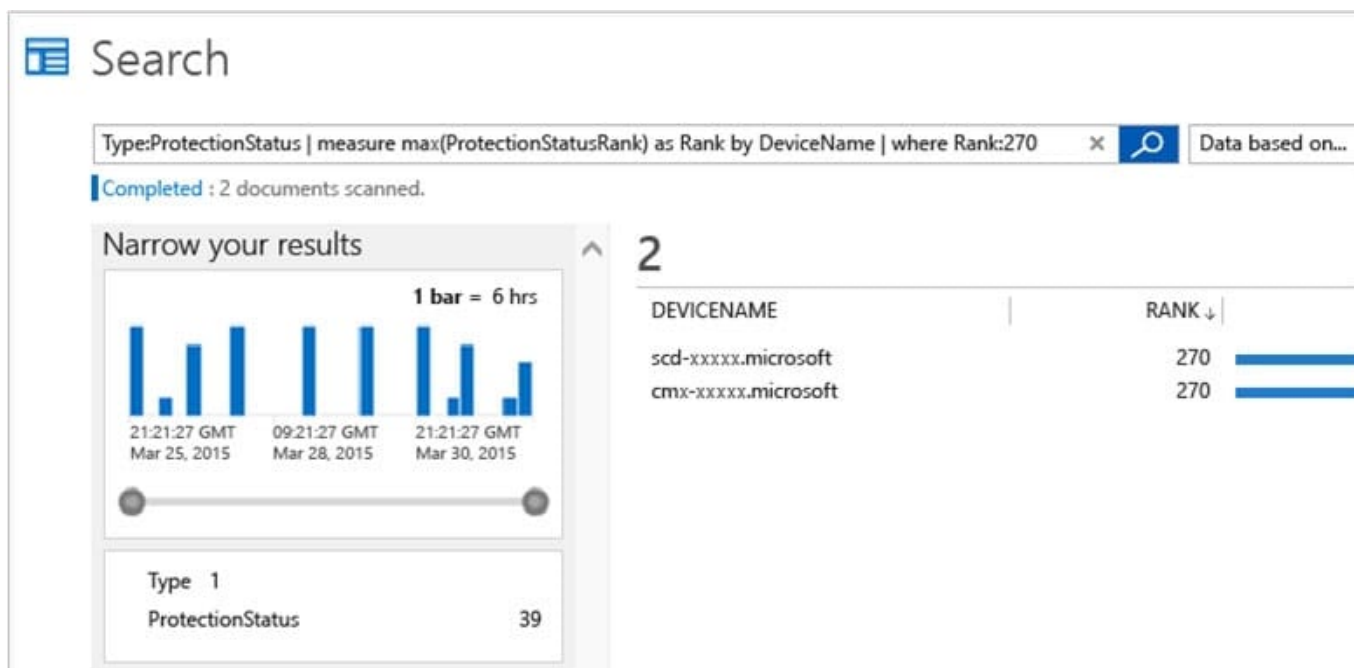 Search
Type:ProtectionStatus | measure max(ProtectionStatusRank) as Rank by DeviceName | where Rank:270
Data based on...
Completed : 2 documents scanned.
Narrow your results
1 bar = 6 hrs
21:21:27 GMT
Mar 25, 2015
09:21:27 GMT
Mar 28, 2015
21:21:27 GMT
Mar 30, 2015
Type 1
ProtectionStatus 39
2
DEVICENAME RANK
scd-xxxxx.microsoft 270
cmx-xxxxx.microsoft 270